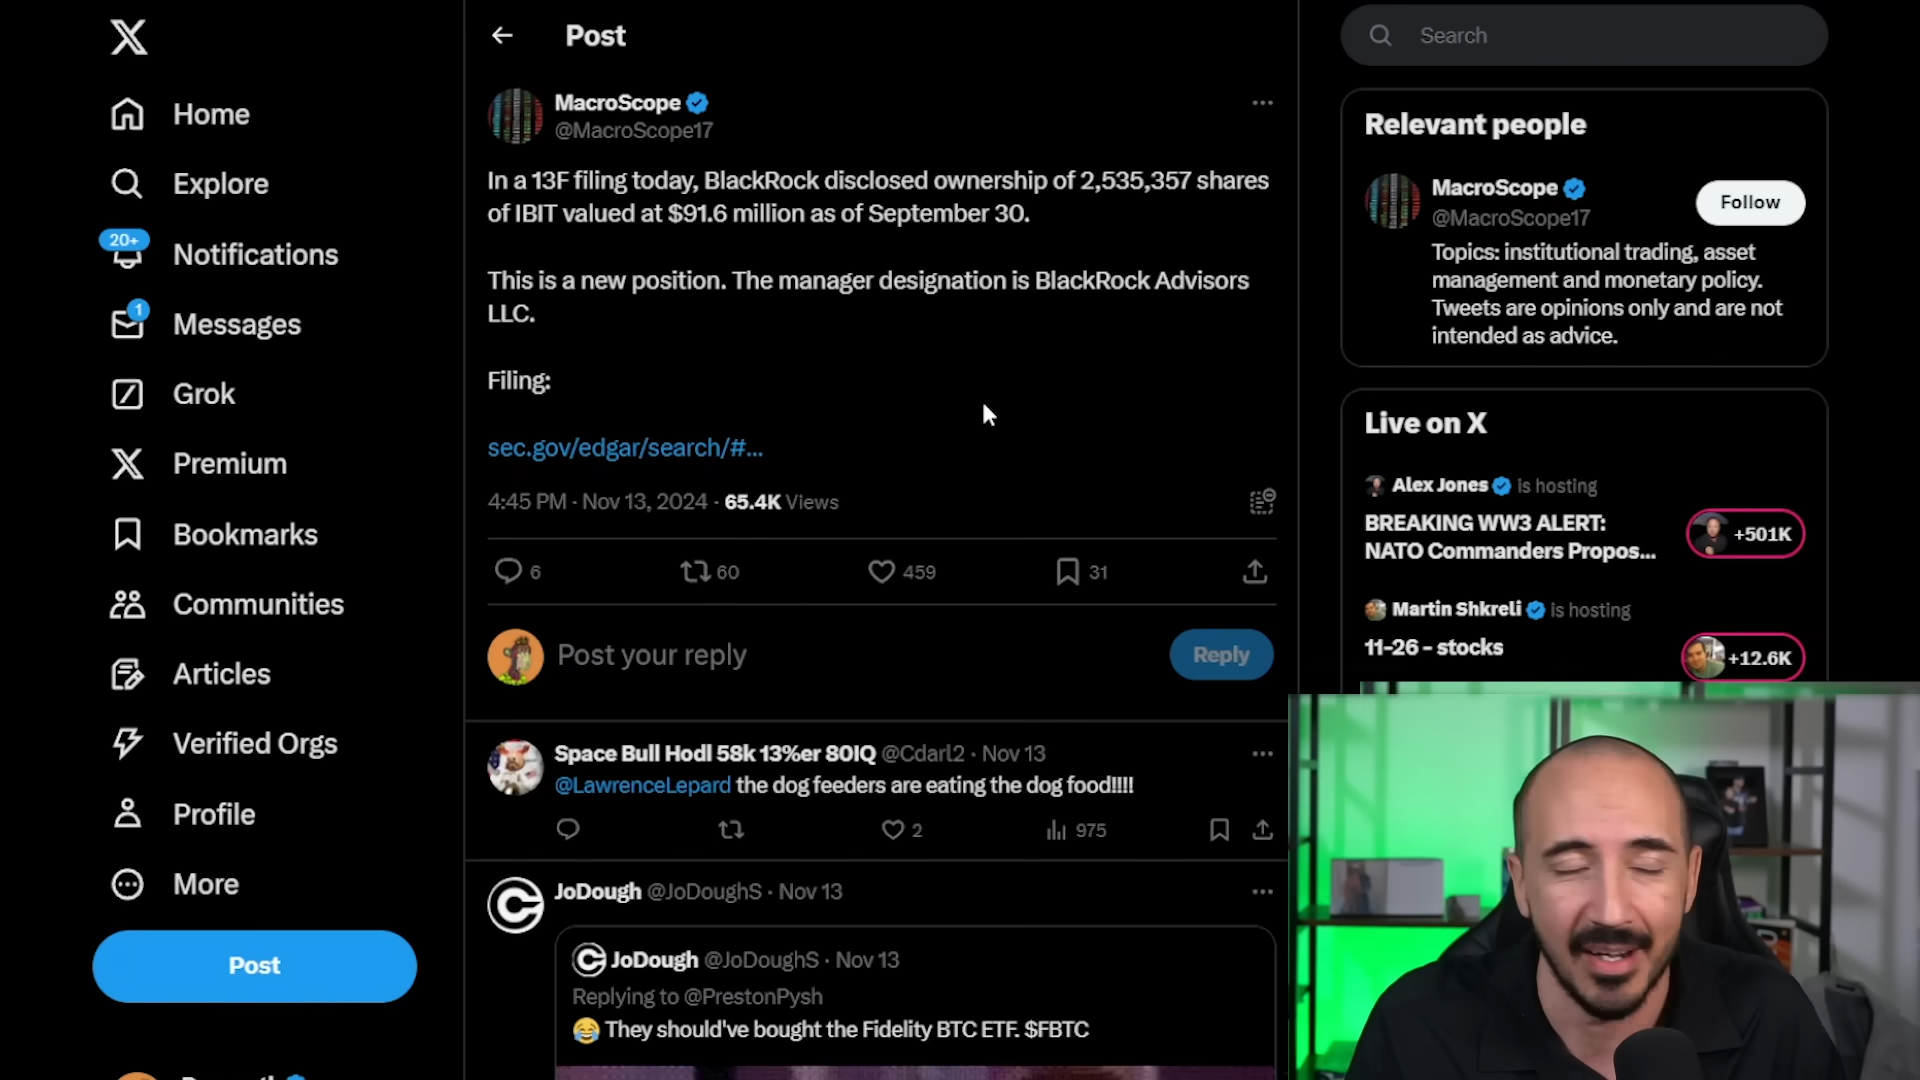 Home
Explore
20+
Notifications
1
Messages
Grok
Premium
Bookmarks
Communities
Articles
Verified Orgs
Profile
More
Post
Post
MacroScope
@MacroScope17
In a 13F filing today, BlackRock disclosed ownership of 2,535,357 shares
of IBIT valued at $91.6 million as of September 30.
This is a new position. The manager designation is BlackRock Advisors
LLC.
Filing:
sec.gov/edgar/search/#...
4:45 PM · Nov 13, 2024 · 65.4K Views
6
60
459
31
Post your reply
Reply
Space Bull Hodl 58k 13%er 80IQ @Cdarl2 · Nov 13
@LawrenceLepard the dog feeders are eating the dog food!!!!
2
975
JoDough @JoDoughS · Nov 13
JoDough @JoDoughS · Nov 13
Replying to @PrestonPysh
😂 They should've bought the Fidelity BTC ETF. $FBTC
Search
Relevant people
MacroScope
@MacroScope17
Follow
Topics: institutional trading, asset
management and monetary policy.
Tweets are opinions only and are not
intended as advice.
Live on X
Alex Jones is hosting
BREAKING WW3 ALERT:
NATO Commanders Propos...
+501K
Martin Shkreli is hosting
11-26 - stocks
+12.6K